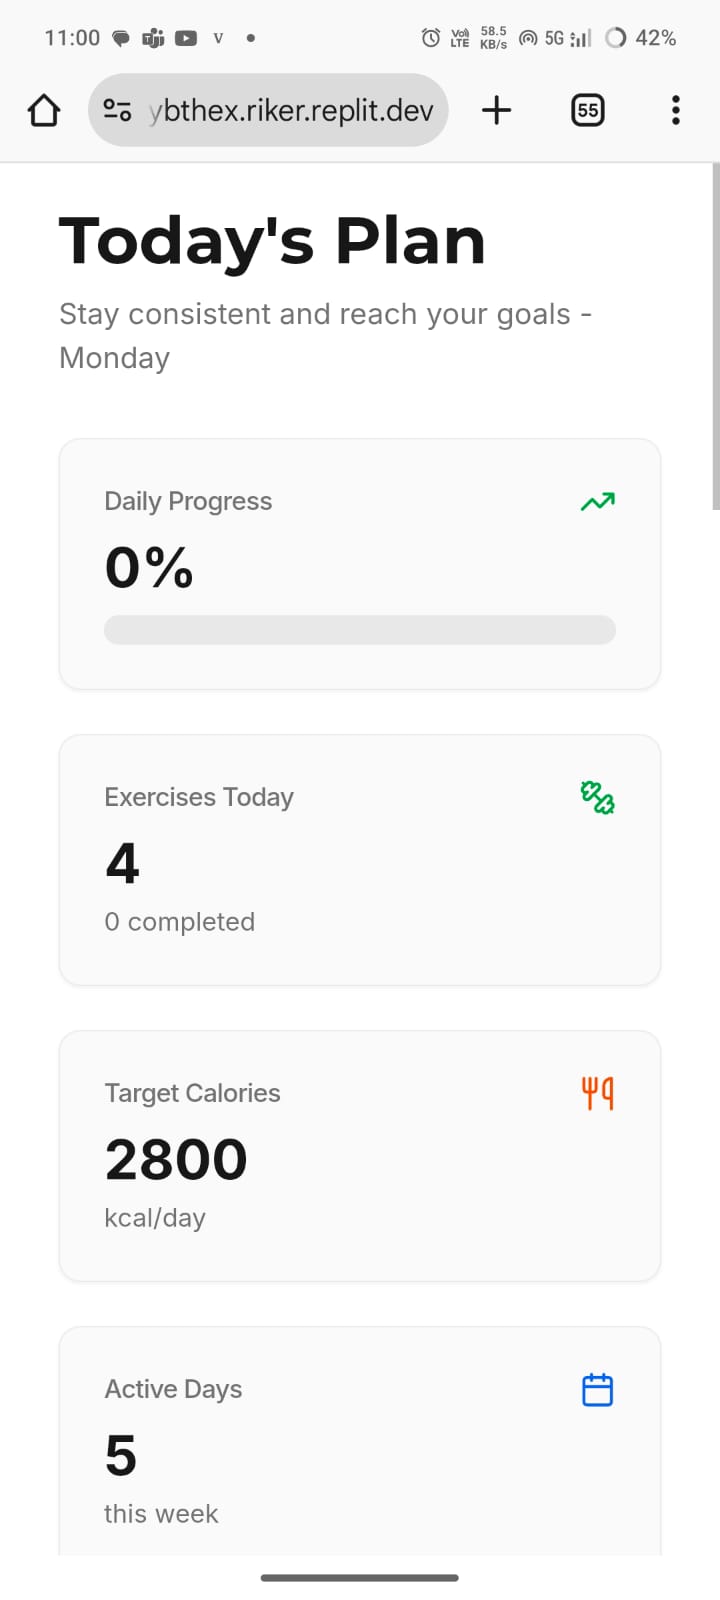 11:00 V 58.5 KB/s 5G 42%
Vo) LTE
ybthex.riker.replit.dev 55
Today's Plan
Stay consistent and reach your goals -
Monday
Daily Progress
0%
Exercises Today
4
0 completed
Target Calories
2800
kcal/day
Active Days
5
this week